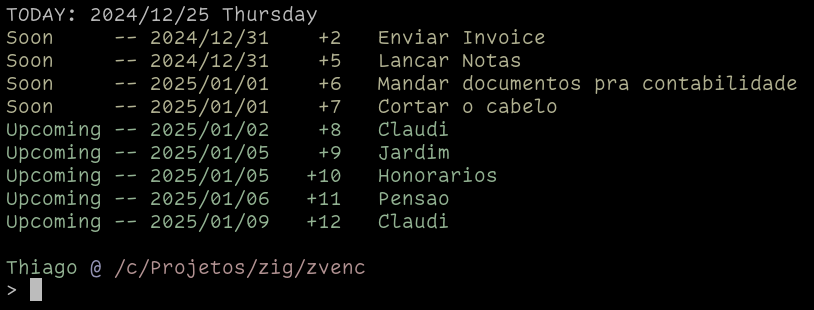 TODAY: 2024/12/25 Thursday
Soon     -- 2024/12/31    +2   Enviar Invoice
Soon     -- 2024/12/31    +5   Lancar Notas
Soon     -- 2025/01/01    +6   Mandar documentos pra contabilidade
Soon     -- 2025/01/01    +7   Cortar o cabelo
Upcoming -- 2025/01/02    +8   Claudi
Upcoming -- 2025/01/05    +9   Jardim
Upcoming -- 2025/01/05   +10   Honorarios
Upcoming -- 2025/01/06   +11   Pensao
Upcoming -- 2025/01/09   +12   Claudi
Thiago @ /c/Projetos/zig/zvenc
>